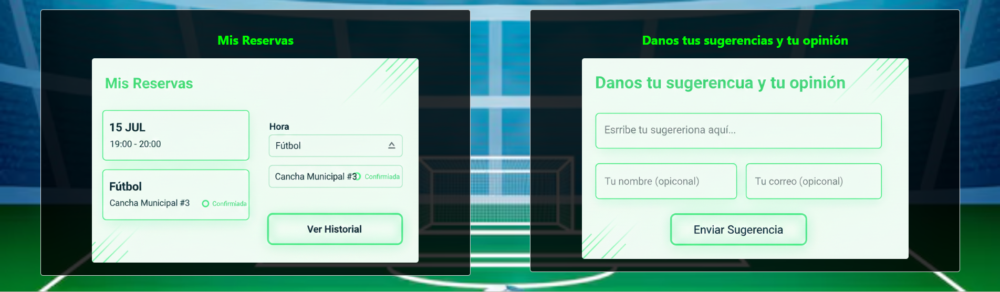 Mis Reservas
Mis Reservas
15 JUL
19:00 - 20:00
Fútbol
Cancha Municipal #3 Confirmiada
Hora
Fútbol
Cancha Municipal #3 Confirmiada
Ver Historial
Danos tus sugerencias y tu opinión
Danos tu sugerencua y tu opinión
Esrribe tu sugereriona aquí...
Tu nombre (opiconal)
Tu correo (opiconal)
Enviar Sugerencia